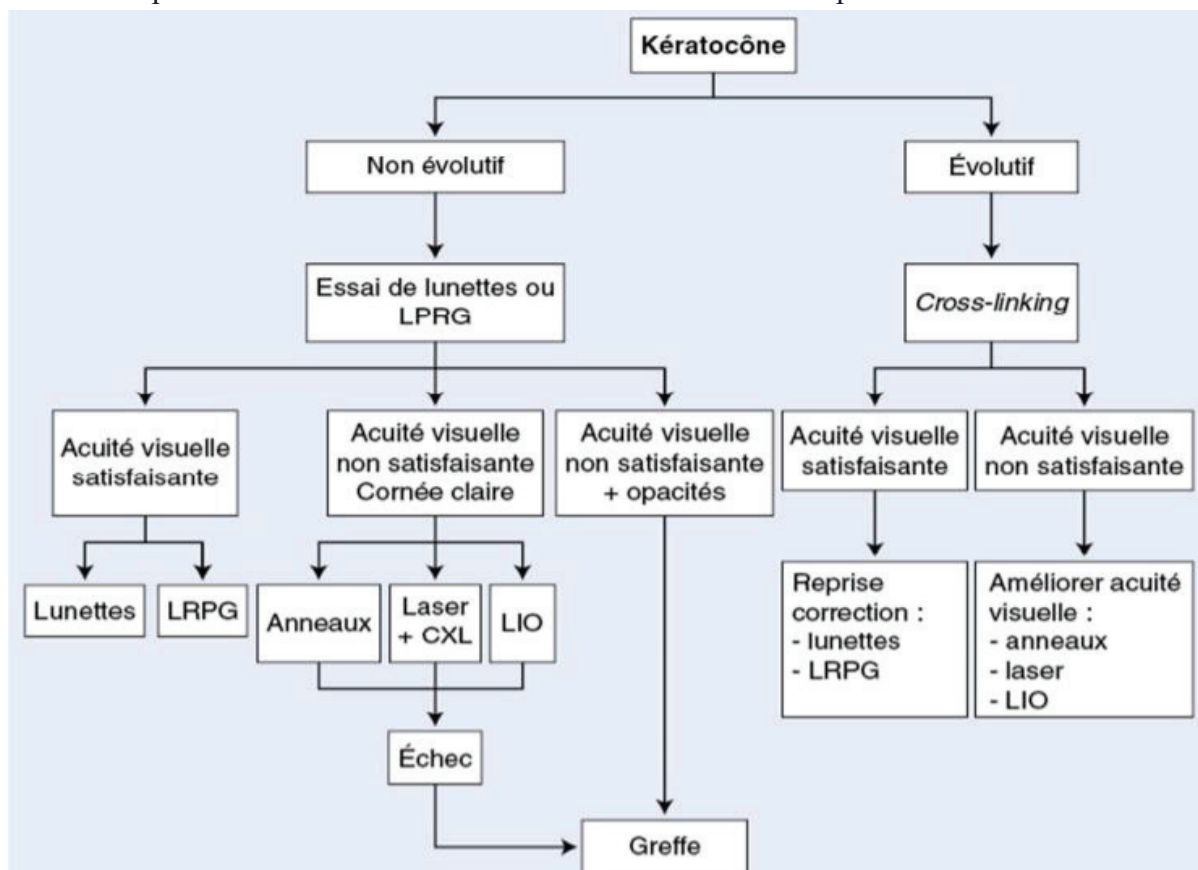 Kératocône
Non évolutif
Évolutif
Essai de lunettes ou
LPRG
Cross-linking
Acuité visuelle
satisfaisante
Acuité visuelle
non satisfaisante
Cornée claire
Acuité visuelle
non satisfaisante
+ opacités
Acuité visuelle
satisfaisante
Acuité visuelle
non satisfaisante
Lunettes
LRPG
Anneaux
Laser
+ CXL
LIO
Reprise
correction :
- lunettes
- LRPG
Améliorer acuité
visuelle :
- anneaux
- laser
- LIO
Échec
Greffe